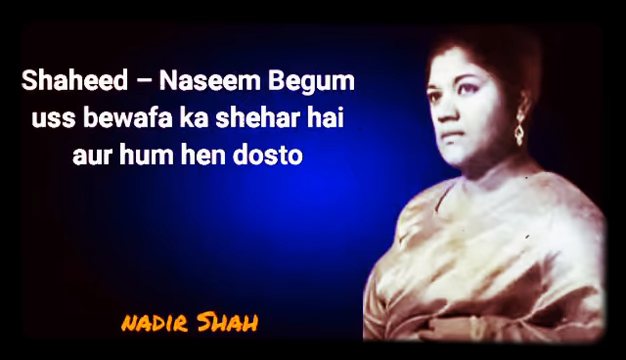 Shaheed – Naseem Begum
uss bewafa ka shehar hai
aur hum hen dosto
NADIR SHAH